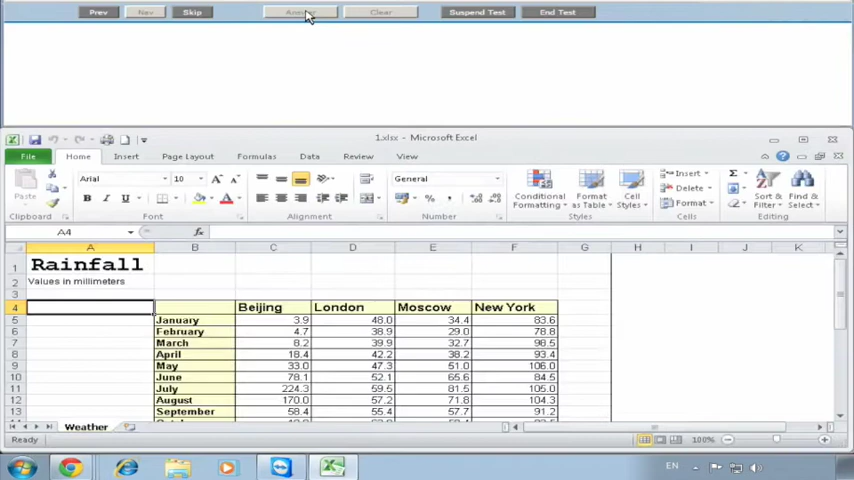 Prev Skip Clear Suspend Test End Test
1.xlsx - Microsoft Excel
File Home Insert Page Layout Formulas Data Review View
Paste
Arial 10
B I U A
General
% ,
Conditional Formatting
Format as Table
Cell Styles
Insert
Delete
Format
Σ
Sort & Filter
Find & Select
Clipboard Font Alignment Number Styles Cells Editing
A4 fx
A B C D E F G H I J K
1 Rainfall
2 Values in millimeters
3
4 Beijing London Moscow New York
5 January 3.9 48.0 34.4 83.6
6 February 4.7 38.9 29.0 78.8
7 March 8.2 39.9 32.7 98.5
8 April 18.4 42.2 38.2 93.4
9 May 33.0 47.3 51.0 106.0
10 June 78.1 52.1 65.6 84.5
11 July 224.3 59.5 81.5 105.0
12 August 170.0 57.2 71.8 104.3
13 September 58.4 55.4 57.7 91.2
Weather
Ready 100%
EN